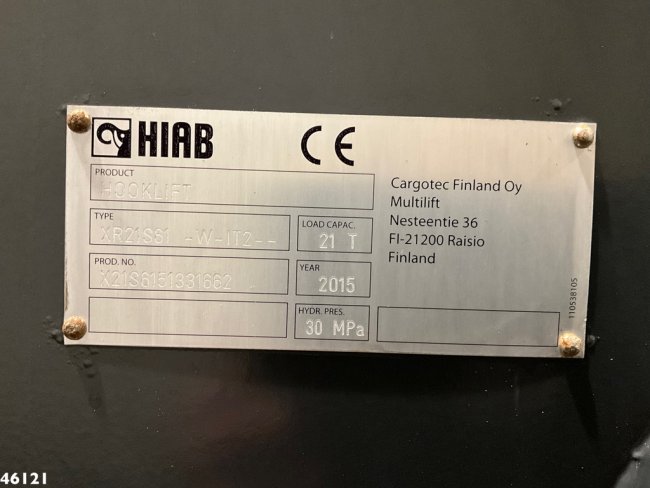 HIAB
CE
PRODUCT
HOOKLIFT
TYPE
XR21S61 -W-IT2--
LOAD CAPAC.
21 T
PROD. NO.
X21S6151331662
YEAR
2015
HYDR. PRES.
30 MPa
Cargotec Finland Oy
Multilift
Nesteentie 36
FI-21200 Raisio
Finland
110538105
46121